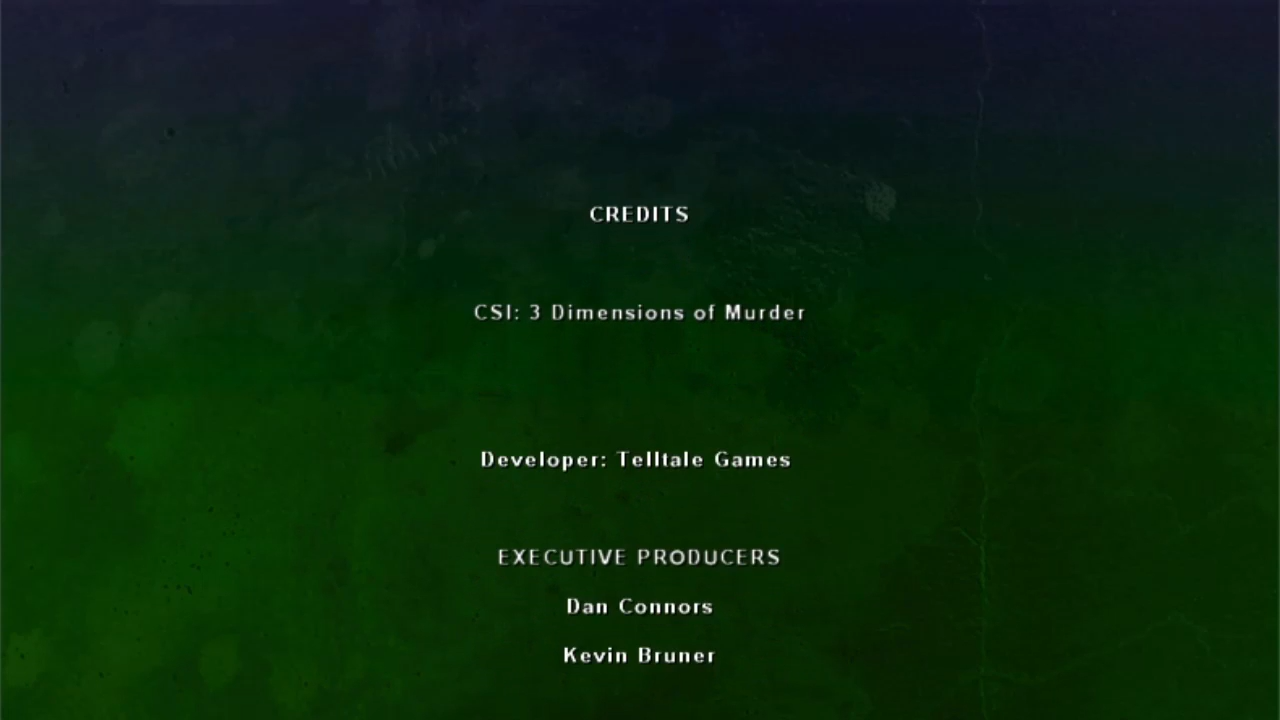 CREDITS
CSI: 3 Dimensions of Murder
Developer: Telltale Games
EXECUTIVE PRODUCERS
Dan Connors
Kevin Bruner